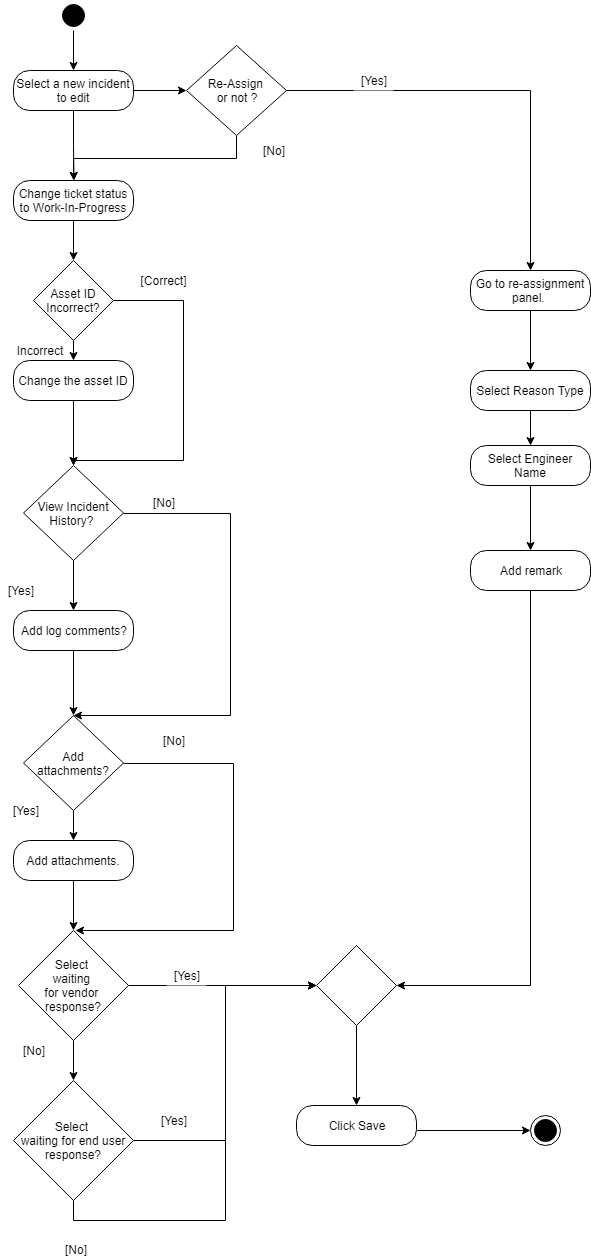 Select a new incident
to edit
Re-Assign
or not ?
[Yes]
[No]
Change ticket status
to Work-In-Progress
Asset ID
Incorrect?
[Correct]
Incorrect
Change the asset ID
Go to re-assignment
panel.
Select Reason Type
Select Engineer
Name
Add remark
View Incident
History?
[No]
[Yes]
Add log comments?
Add
attachments?
[No]
[Yes]
Add attachments.
Select
waiting
for vendor
response?
[Yes]
[No]
Select
waiting for end user
response?
[Yes]
[No]
Click Save